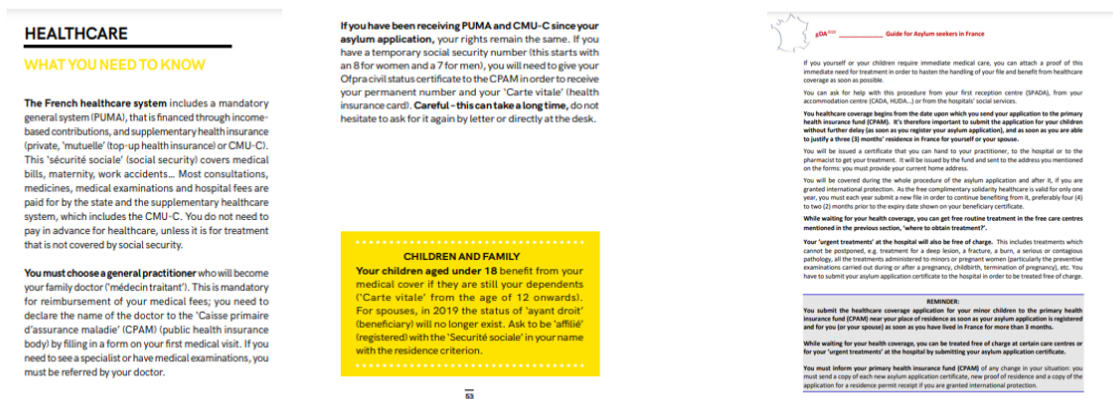 HEALTHCARE
WHAT YOU NEED TO KNOW
The French healthcare system includes a mandatory
general system (PUMA), that is financed through income-
based contributions, and supplementary health insurance
(private, 'mutuelle' (top-up health insurance) or CMU-C).
This 'sécurité sociale' (social security) covers medical
bills, maternity, work accidents... Most consultations,
medicines, medical examinations and hospital fees are
paid for by the state and the supplementary healthcare
system, which includes the CMU-C. You do not need to
pay in advance for healthcare, unless it is for treatment
that is not covered by social security.
You must choose a general practitioner who will become
your family doctor ('médecin traitant'). This is mandatory
for reimbursement of your medical fees; you need to
declare the name of the doctor to the 'Caisse primaire
d'assurance maladie' (CPAM) (public health insurance
body) by filling in a form on your first medical visit. If you
need to see a specialist or have medical examinations, you
must be referred by your doctor.
If you have been receiving PUMA and CMU-C since your
asylum application, your rights remain the same. If you
have a temporary social security number (this starts with
an 8 for women and a 7 for men), you will need to give your
Ofpra civil status certificate to the CPAM in order to receive
your permanent number and your 'Carte vitale' (health
insurance card). Careful – this can take a long time, do not
hesitate to ask for it again by letter or directly at the desk.
CHILDREN AND FAMILY
Your children aged under 18 benefit from your
medical cover if they are still your dependents
('Carte vitale' from the age of 12 onwards).
For spouses, in 2019 the status of 'ayant droit'
(beneficiary) will no longer exist. Ask to be 'affilié'
(registered) with the 'Securité sociale' in your name
with the residence criterion.
53
Guide for Asylum seekers in France
If you yourself or your children require immediate medical care, you can attach a proof of this
immediate need for treatment in order to hasten the handling of your file and benefit from healthcare
coverage as soon as possible.
You can ask for help with this procedure from your first reception centre (SPADA), from your
accommodation centre (CADA, HUDA...) or from the hospitals' social services.
You healthcare coverage begins from the date upon which you send your application to the primary
health insurance fund (CPAM). It's therefore important to submit the application for your children
without further delay (as soon as you register your asylum application), and as soon as you are able
to justify a three (3) months' residence in France for yourself or your spouse.
You will be issued a certificate that you can hand to your practitioner, to the hospital or to the
pharmacist to get your treatment. It will be issued by the fund and sent to the address you mentioned
on the forms: you must provide your current home address.
You will be covered during the whole procedure of the asylum application and after it, if you are
granted international protection. As the free complimentary solidarity healthcare is valid for only one
year, you must each year submit a new file in order to continue benefiting from it, preferably four (4)
to two (2) months prior to the expiry date shown on your beneficiary certificate.
While waiting for your health coverage, you can get free routine treatment in the free care centres
mentioned in the previous section, 'where to obtain treatment?'.
Your 'urgent treatments' at the hospital will also be free of charge. This includes treatments which
cannot be postponed, e.g. treatment for a deep lesion, a fracture, a burn, a serious or contagious
pathology, all the treatments administered to minors or pregnant women (particularly the preventive
examinations carried out during or after a pregnancy, childbirth, termination of pregnancy), etc. You
have to submit your asylum application certificate to the hospital in order to be treated free of charge.
REMINDER:
You submit the healthcare coverage application for your minor children to the primary health
insurance fund (CPAM) near your place of residence as soon as your asylum application is registered
and for you (or your spouse) as soon as you have lived in France for more than 3 months.
While waiting for your health coverage, you can be treated free of charge at certain care centres or
for your 'urgent treatments' at the hospital by submitting your asylum application certificate.
You must inform your primary health insurance fund (CPAM) of any change in your situation: you
must send a copy of each new asylum application certificate, new proof of residence and a copy of the
application for a residence permit receipt if you are granted international protection.